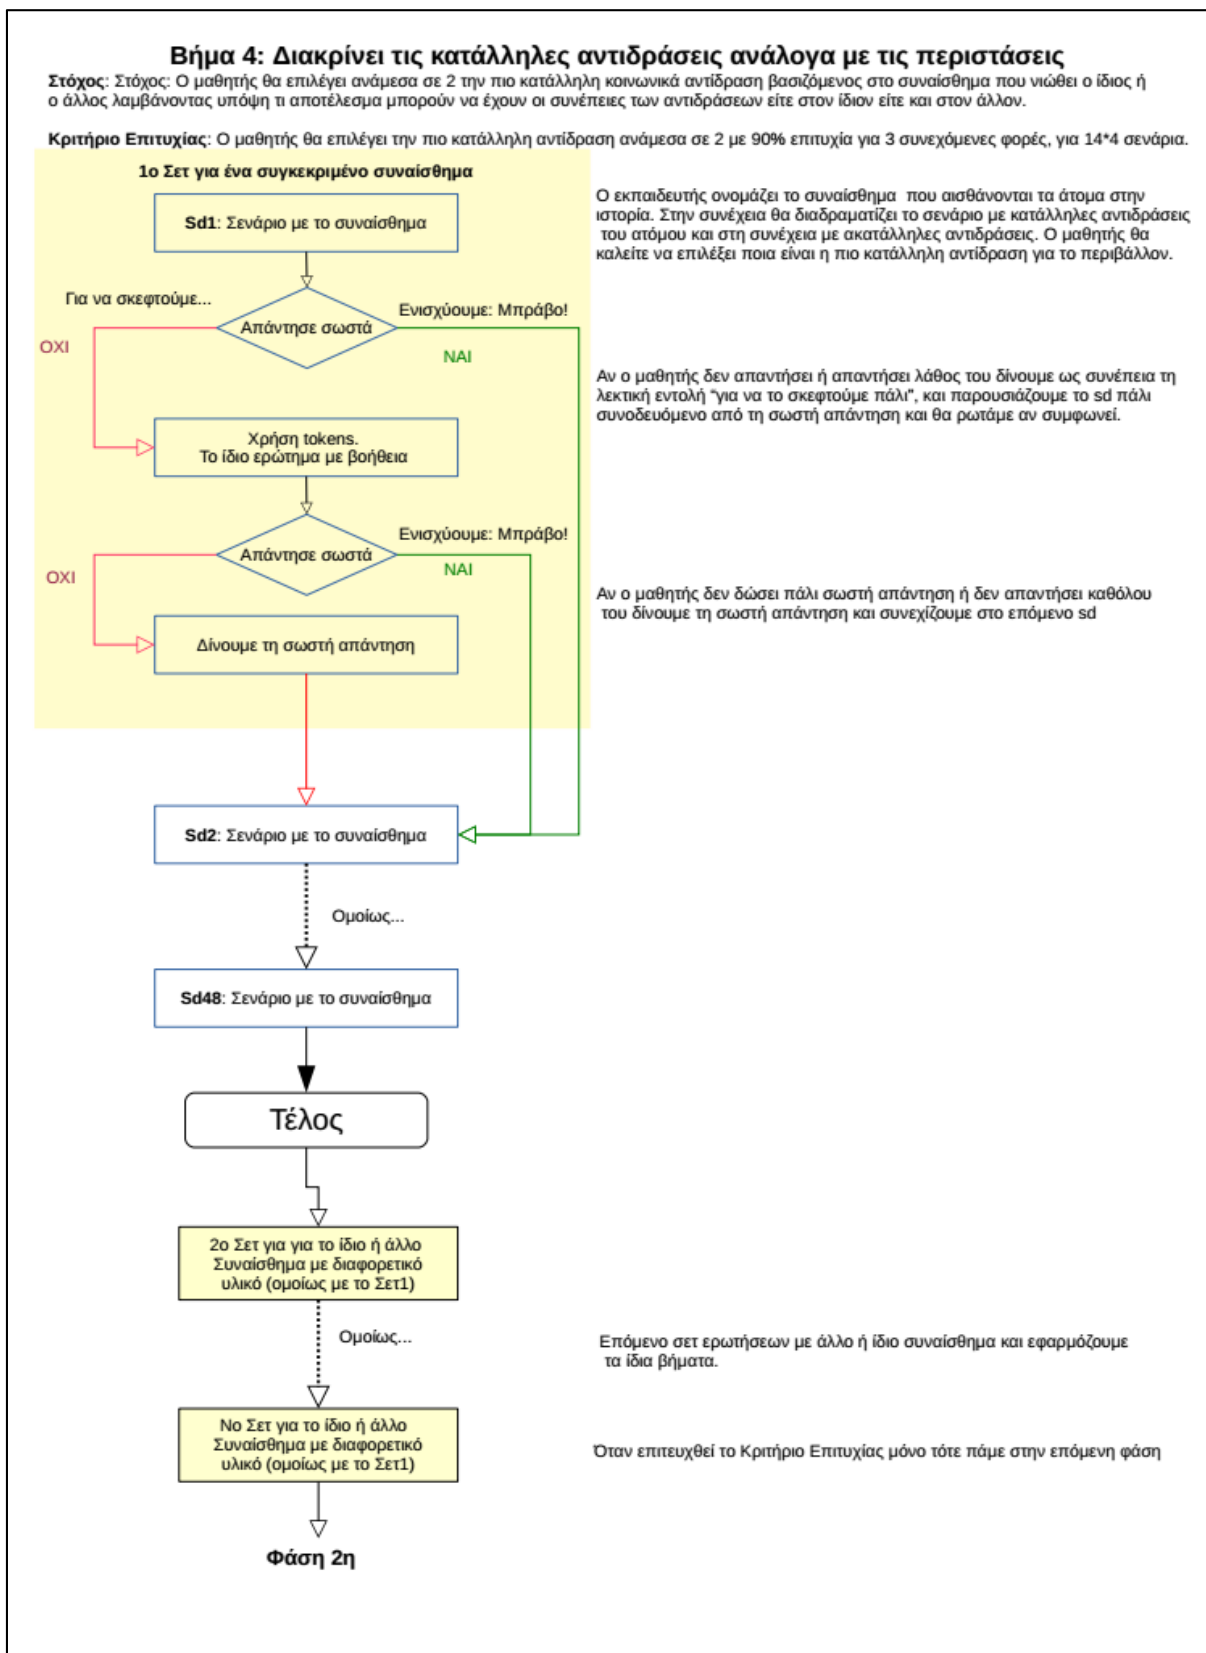 Βήμα 4: Διακρίνει τις κατάλληλες αντιδράσεις ανάλογα με τις περιστάσεις
Στόχος: Στόχος: Ο μαθητής θα επιλέγει ανάμεσα σε 2 την πιο κατάλληλη κοινωνικά αντίδραση βασιζόμενος στο συναίσθημα που νιώθει ο ίδιος ή
ο άλλος λαμβάνοντας υπόψη τι αποτέλεσμα μπορούν να έχουν οι συνέπειες των αντιδράσεων είτε στον ίδιον είτε και στον άλλον.
Κριτήριο Επιτυχίας: Ο μαθητής θα επιλέγει την πιο κατάλληλη αντίδραση ανάμεσα σε 2 με 90% επιτυχία για 3 συνεχόμενες φορές, για 14*4 σενάρια.
1ο Σετ για ένα συγκεκριμένο συναίσθημα
Sd1: Σενάριο με το συναίσθημα
Ο εκπαιδευτής ονομάζει το συναίσθημα που αισθάνονται τα άτομα στην
ιστορία. Στην συνέχεια θα διαδραματίζει το σενάριο με κατάλληλες αντιδράσεις
του ατόμου και στη συνέχεια με ακατάλληλες αντιδράσεις. Ο μαθητής θα
καλείτε να επιλέξει ποια είναι η πιο κατάλληλη αντίδραση για το περιβάλλον.
Για να σκεφτούμε...
Ενισχύουμε: Μπράβο!
Απάντησε σωστά
ΟΧΙ
ΝΑΙ
Αν ο μαθητής δεν απαντήσει ή απαντήσει λάθος του δίνουμε ως συνέπεια τη
λεκτική εντολή “για να το σκεφτούμε πάλι”, και παρουσιάζουμε το sd πάλι
συνοδευόμενο από τη σωστή απάντηση και θα ρωτάμε αν συμφωνεί.
Χρήση tokens.
Το ίδιο ερώτημα με βοήθεια
Ενισχύουμε: Μπράβο!
Απάντησε σωστά
ΟΧΙ
ΝΑΙ
Αν ο μαθητής δεν δώσει πάλι σωστή απάντηση ή δεν απαντήσει καθόλου
του δίνουμε τη σωστή απάντηση και συνεχίζουμε στο επόμενο sd
Δίνουμε τη σωστή απάντηση
Sd2: Σενάριο με το συναίσθημα
Ομοίως...
Sd48: Σενάριο με το συναίσθημα
Τέλος
2ο Σετ για για το ίδιο ή άλλο
Συναίσθημα με διαφορετικό
υλικό (ομοίως με το Σετ1)
Ομοίως...
Επόμενο σετ ερωτήσεων με άλλο ή ίδιο συναίσθημα και εφαρμόζουμε
τα ίδια βήματα.
Νο Σετ για το ίδιο ή άλλο
Συναίσθημα με διαφορετικό
υλικό (ομοίως με το Σετ1)
Όταν επιτευχθεί το Κριτήριο Επιτυχίας μόνο τότε πάμε στην επόμενη φάση
Φάση 2η